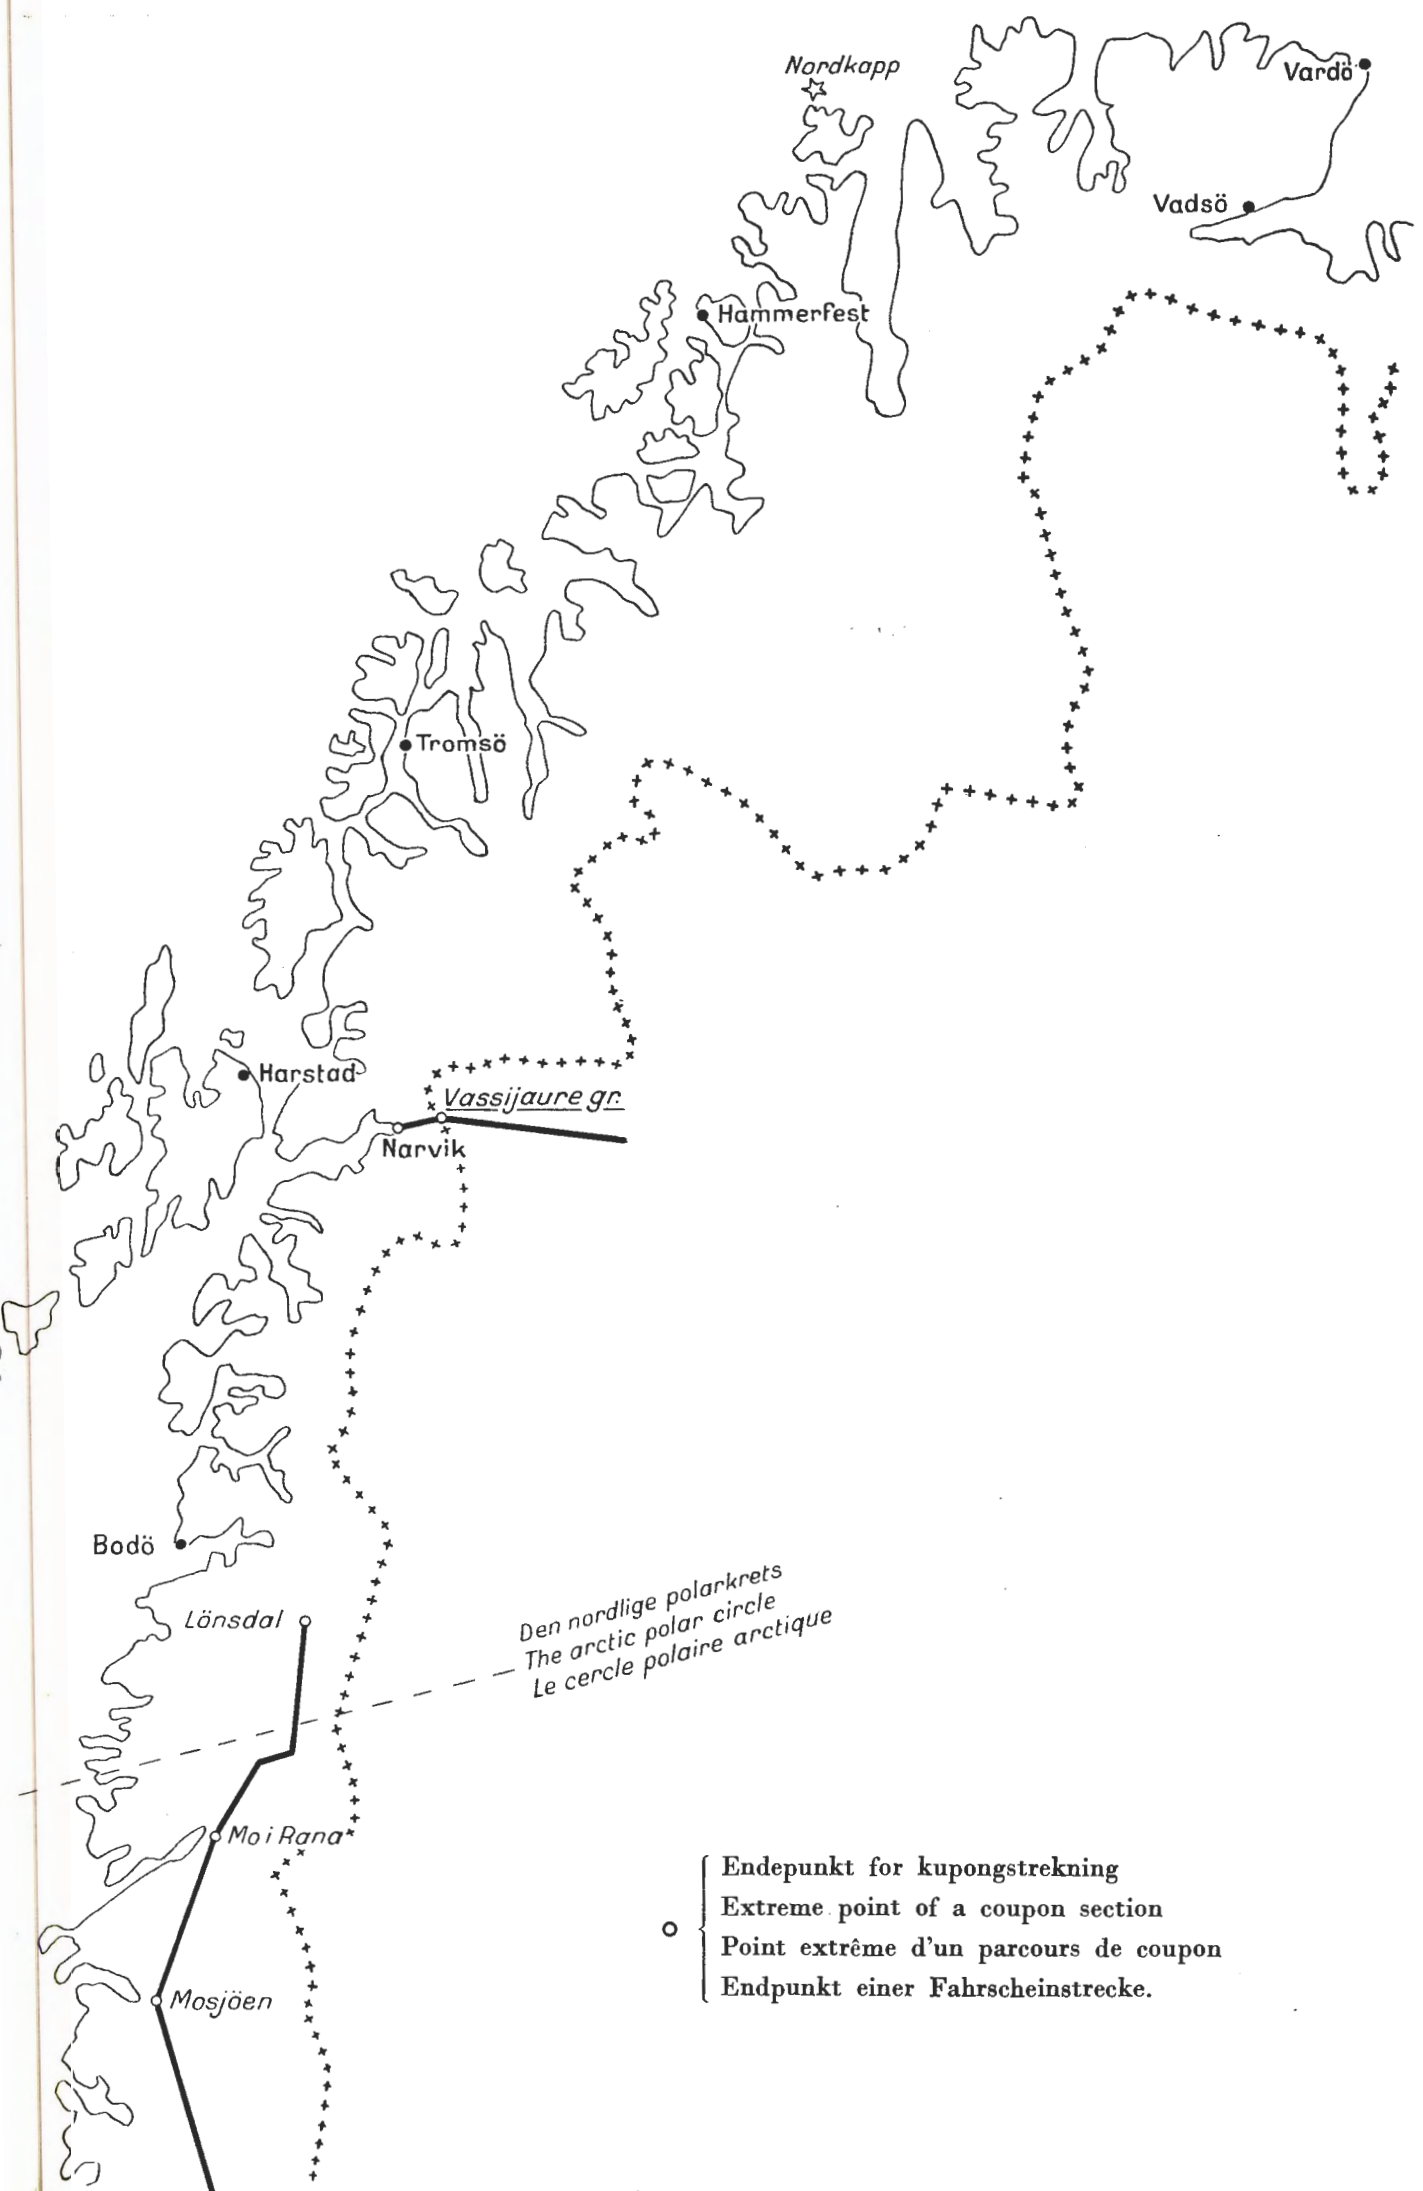 Nordkapp
Vardö
Vadsö
Hammerfest
Tromsö
Harstad
Vassijaure gr.
Narvik
Bodö
Lönsdal
Den nordlige polarkrets
The arctic polar circle
Le cercle polaire arctique
Mo i Rana
Mosjöen
Endepunkt for kupongstrekning
Extreme point of a coupon section
Point extrême d'un parcours de coupon
Endpunkt einer Fahrscheinstrecke.